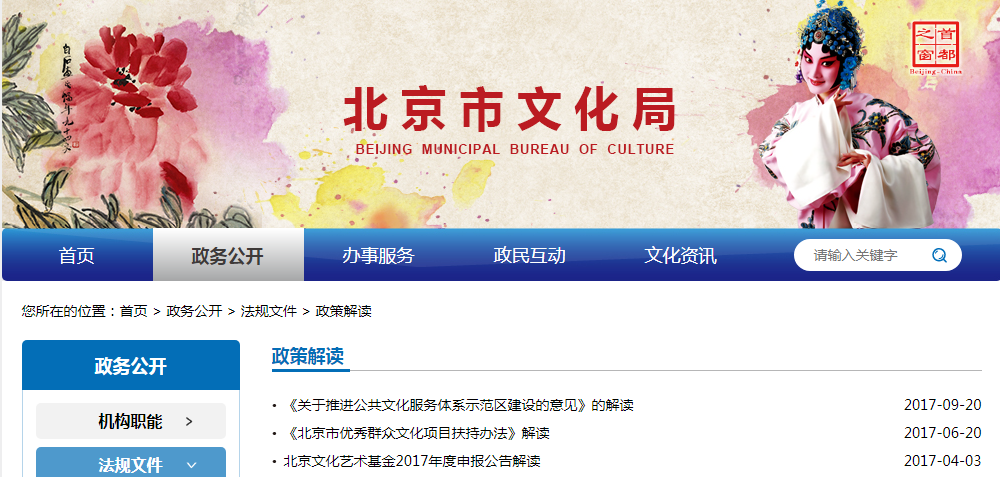 首都之窗
Beijing-China
北京市文化局
BEIJING MUNICIPAL BUREAU OF CULTURE
首页 政务公开 办事服务 政民互动 文化资讯 请输入关键字
您所在的位置：首页 > 政务公开 > 法规文件 > 政策解读
政务公开
机构职能 >
法规文件
政策解读
• 《关于推进公共文化服务体系示范区建设的意见》的解读 2017-09-20
• 《北京市优秀群众文化项目扶持办法》解读 2017-06-20
• 北京文化艺术基金2017年度申报公告解读 2017-04-03